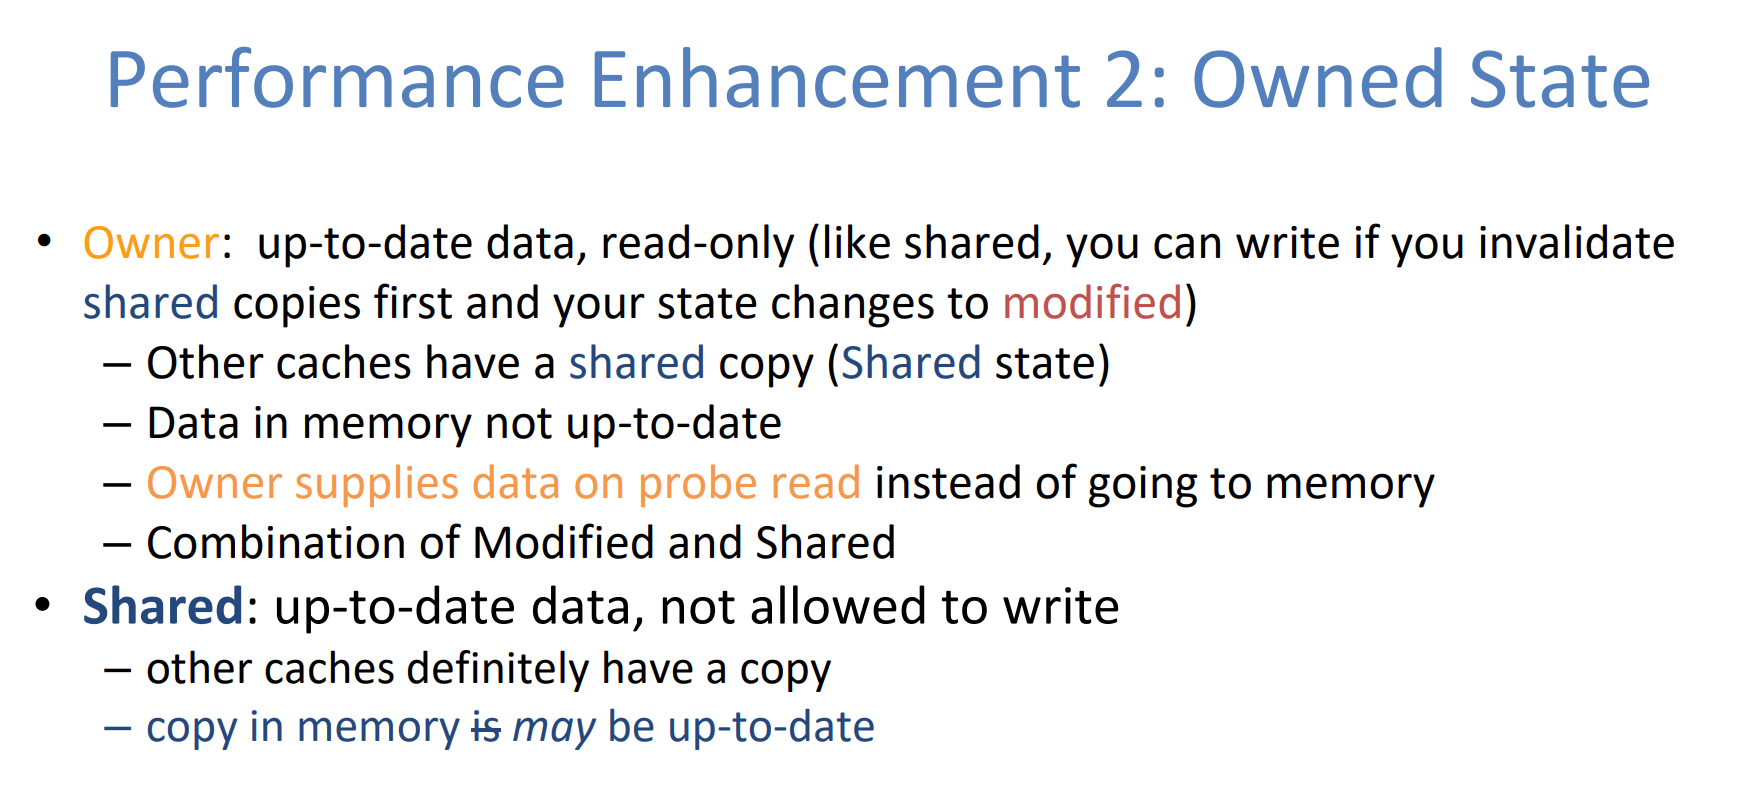 Performance Enhancement 2: Owned State
• Owner:  up-to-date data, read-only (like shared, you can write if you invalidate
shared copies first and your state changes to modified)
– Other caches have a shared copy (Shared state)
– Data in memory not up-to-date
– Owner supplies data on probe read instead of going to memory
– Combination of Modified and Shared
• Shared: up-to-date data, not allowed to write
– other caches definitely have a copy
– copy in memory is may be up-to-date